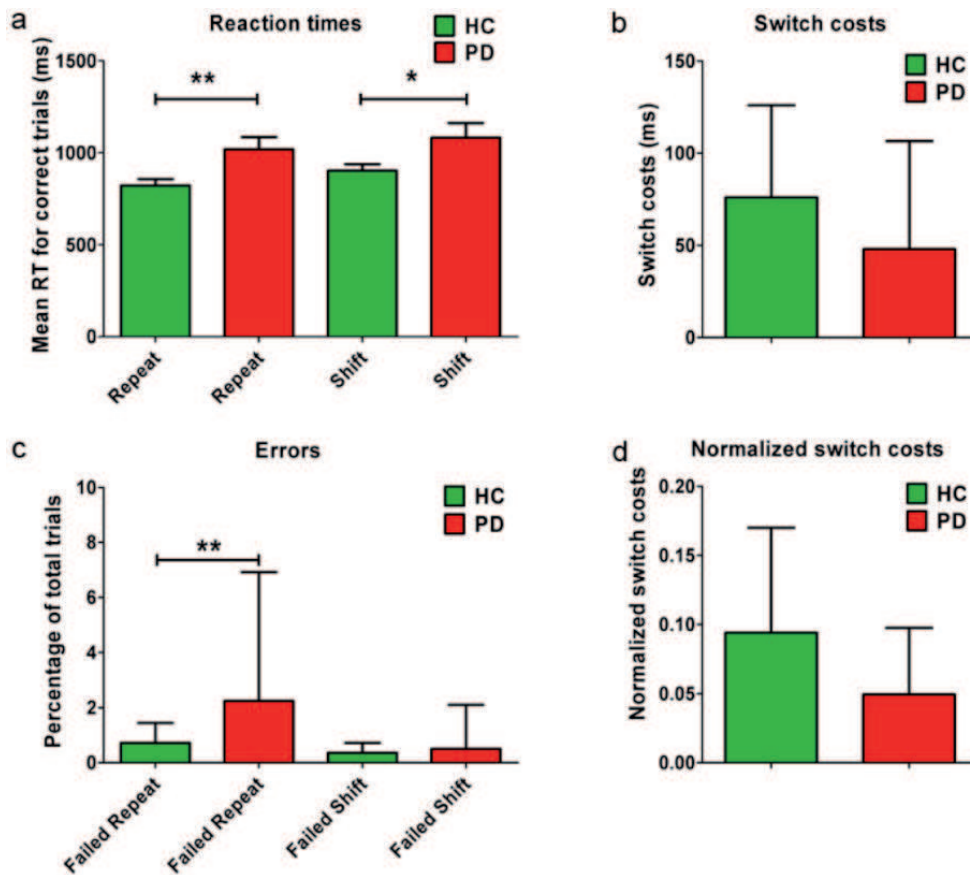 a
Reaction times
HC
PD
Mean RT for correct trials (ms)
1500
1000
500
0
**
*
Repeat
Repeat
Shift
Shift
b
Switch costs
HC
PD
Switch costs (ms)
150
100
50
0
c
Errors
HC
PD
Percentage of total trials
10
8
6
4
2
0
**
Failed Repeat
Failed Repeat
Failed Shift
Failed Shift
d
Normalized switch costs
HC
PD
Normalized switch costs
0.20
0.15
0.10
0.05
0.00